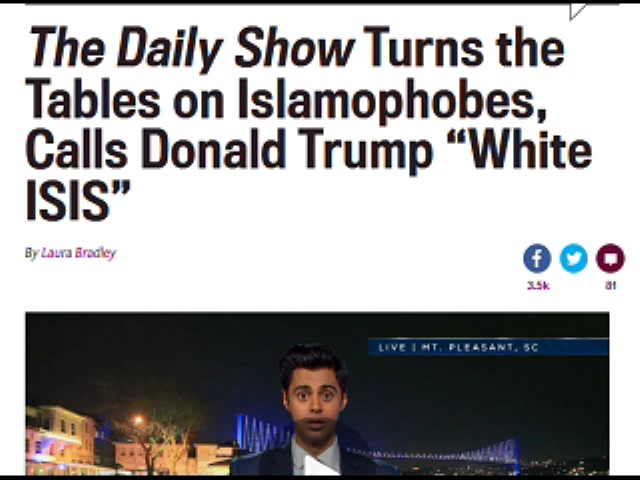 The Daily Show Turns the
Tables on Islamophobes,
Calls Donald Trump “White
ISIS”
By Laura Bradley
3.5k
81
LIVE | MT. PLEASANT, SC